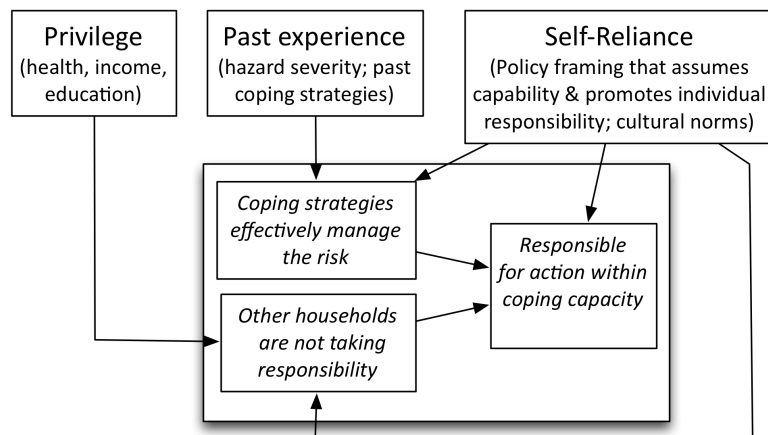 Privilege
(health, income,
education)
Past experience
(hazard severity; past
coping strategies)
Self-Reliance
(Policy framing that assumes
capability & promotes individual
responsibility; cultural norms)
Coping strategies
effectively manage
the risk
Responsible
for action within
coping capacity
Other households
are not taking
responsibility